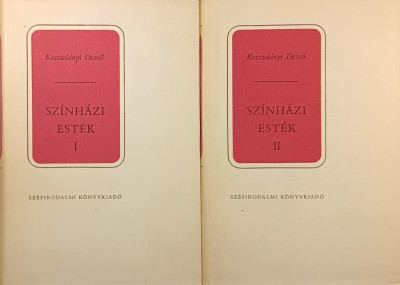 Kosztolányi Dezső
SZÍNHÁZI
ESTÉK
I
SZÉPIRODALMI KÖNYVKIADÓ
Kosztolányi Dezső
SZÍNHÁZI
ESTÉK
II
SZÉPIRODALMI KÖNYVKIADÓ